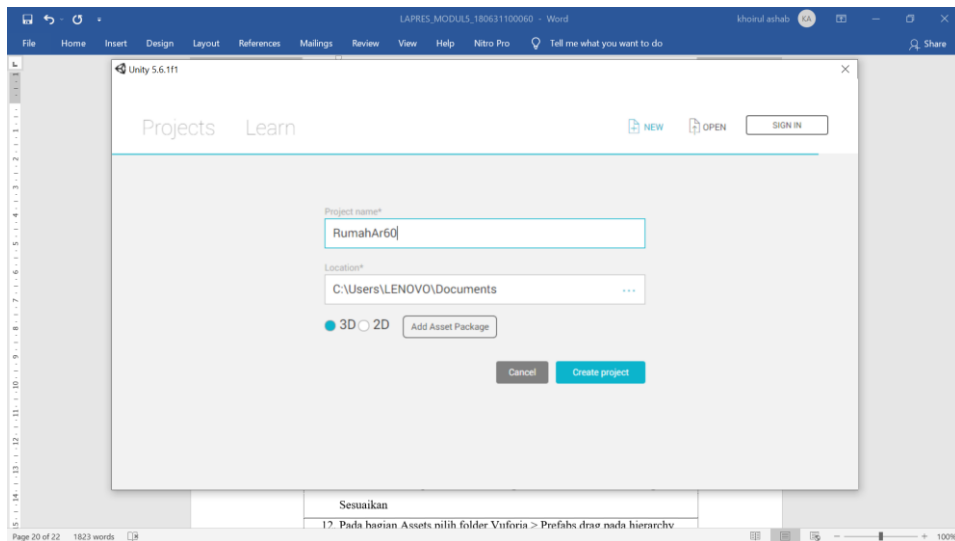 LAPRES_MODUL5_180631100060 - Word
khoirul ashab KA
File Home Insert Design Layout References Mailings Review View Help Nitro Pro Tell me what you want to do Share
Unity 5.6.1f1
Projects Learn NEW OPEN SIGN IN
Project name*
RumahAr60
Location*
C:\Users\LENOVO\Documents ...
3D 2D Add Asset Package
Cancel Create project
Sesuaikan
12. Pada bagian Assets pilih folder Vuforia > Prefabs drag pada hierarchy
Page 20 of 22 1823 words 100%